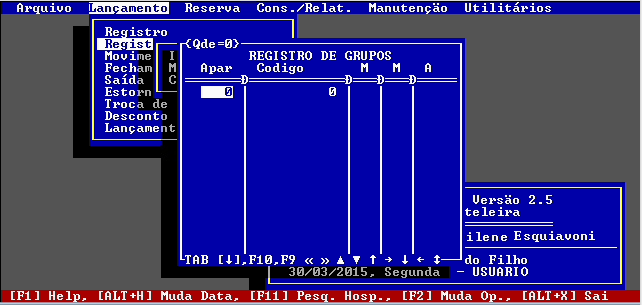 Arquivo Lançamento Reserva Cons./Relat. Manutenção Utilitários
Registro
Regist
Movime
Fecham
Saída
Estorn
Troca de
Desconto
Lançament
I
M
C
{Qde=0}
REGISTRO DE GRUPOS
Apar Codigo M M A
0 0
TAB [↓],F10,F9 « » ▲ ▼ ↑ → ↓ ← ↕
Versão 2.5
teleira
ilene Esquiavoni
do Filho
30/03/2015, Segunda - USUARIO
[F1] Help, [ALT+H] Muda Data, [F11] Pesq. Hosp., [F2] Muda Op., [ALT+X] Sai